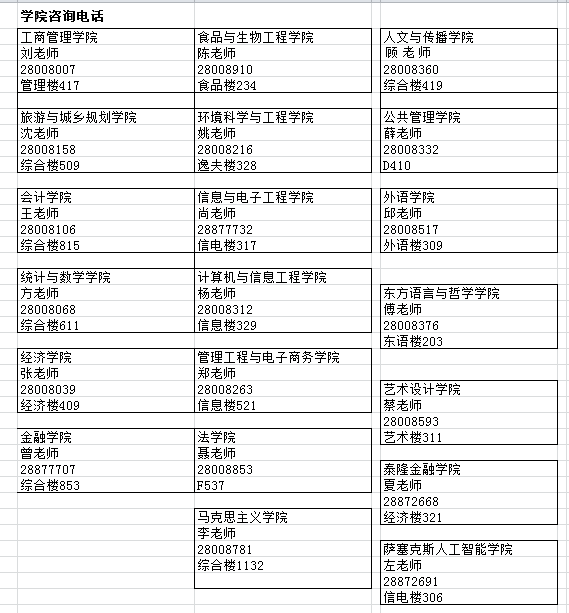 学院咨询电话
工商管理学院
刘老师
28008007
管理楼417
旅游与城乡规划学院
沈老师
28008158
综合楼509
会计学院
王老师
28008106
综合楼815
统计与数学学院
方老师
28008068
综合楼611
经济学院
张老师
28008039
经济楼409
金融学院
曾老师
28877707
综合楼853
食品与生物工程学院
陈老师
28008910
食品楼234
环境科学与工程学院
姚老师
28008216
逸夫楼328
信息与电子工程学院
尚老师
28877732
信电楼317
计算机与信息工程学院
杨老师
28008312
信息楼329
管理工程与电子商务学院
郑老师
28008263
信息楼521
法学院
聂老师
28008853
F537
马克思主义学院
李老师
28008781
综合楼1132
人文与传播学院
顾 老 师
28008360
综合楼419
公共管理学院
薛老师
28008332
D410
外语学院
邱老师
28008517
外语楼309
东方语言与哲学学院
傅老师
28008376
东语楼203
艺术设计学院
蔡老师
28008593
艺术楼311
泰隆金融学院
夏老师
28872668
经济楼321
萨塞克斯人工智能学院
左老师
28872691
信电楼306